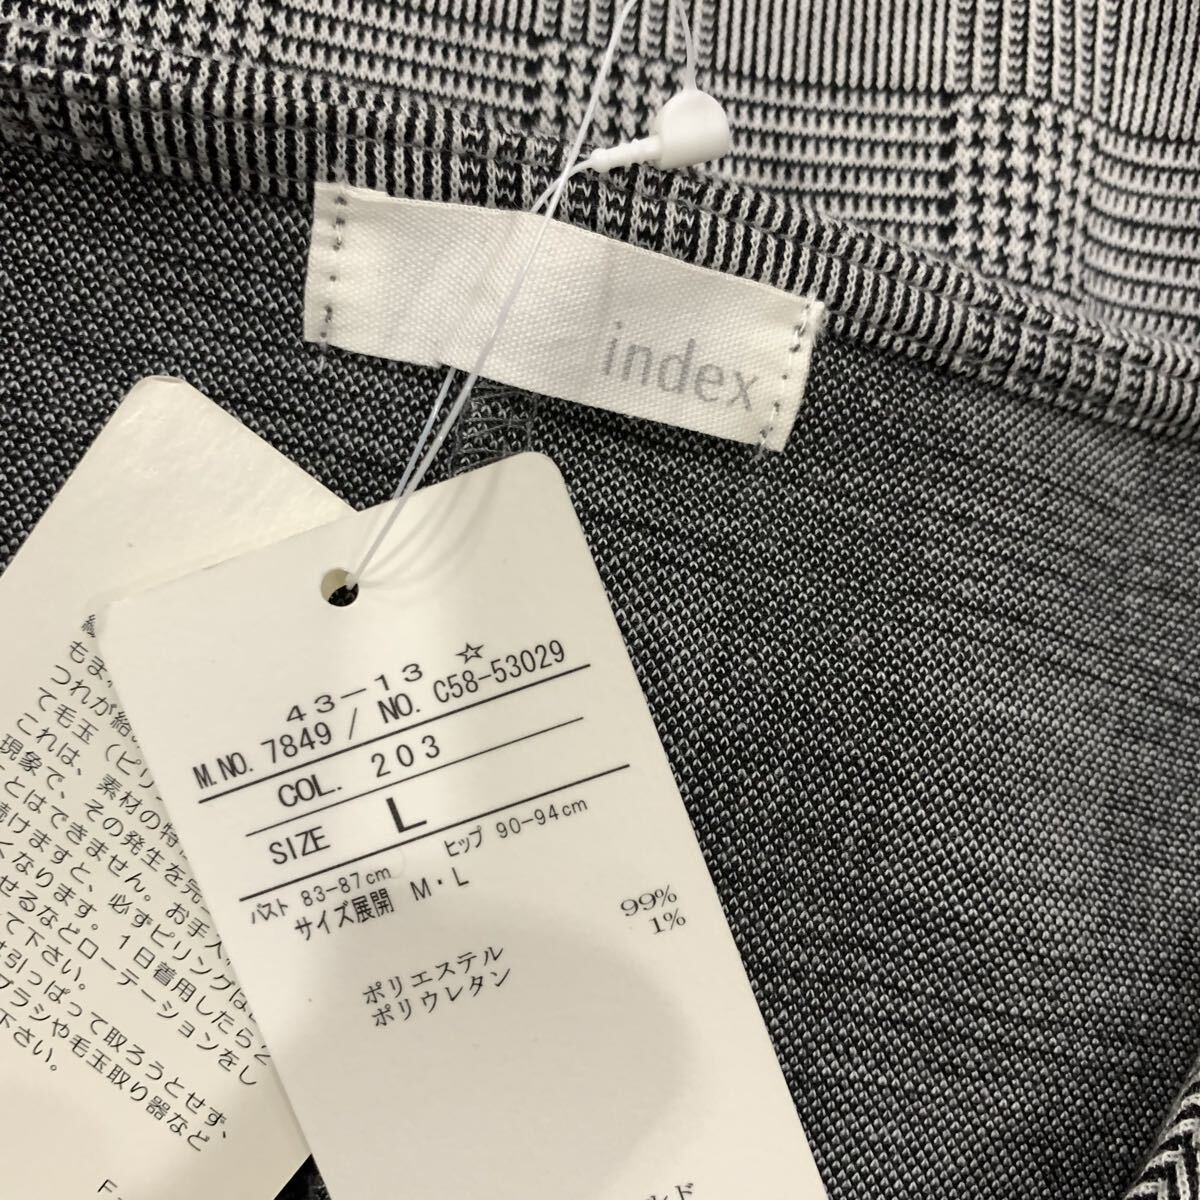 index
43-13 ☆
M.NO. 7849 / NO. C58-53029
COL. 203
SIZE L
バスト 83-87cm ヒップ 90-94cm
サイズ展開 M・L
ポリエステル 99%
ポリウレタン 1%
つれが絡
て毛玉(ピリ
これは、素材の特
現象で、その発生を完
とはできません。お手入
続けますと、必ずピリングは
くなります。1日着用したら2
せるなどローテーションをし
て下さい。
引っぱって取ろうとせず、
ブラシや毛玉取り器など
下さい。